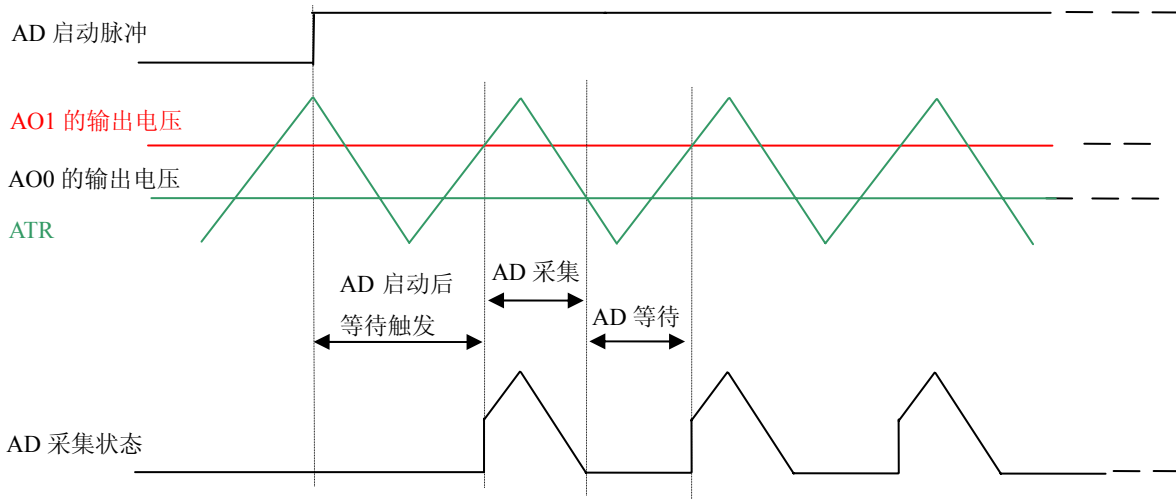 AD 启动脉冲
AO1 的输出电压
AO0 的输出电压
ATR
AD 启动后
等待触发
AD 采集
AD 等待
AD 采集状态